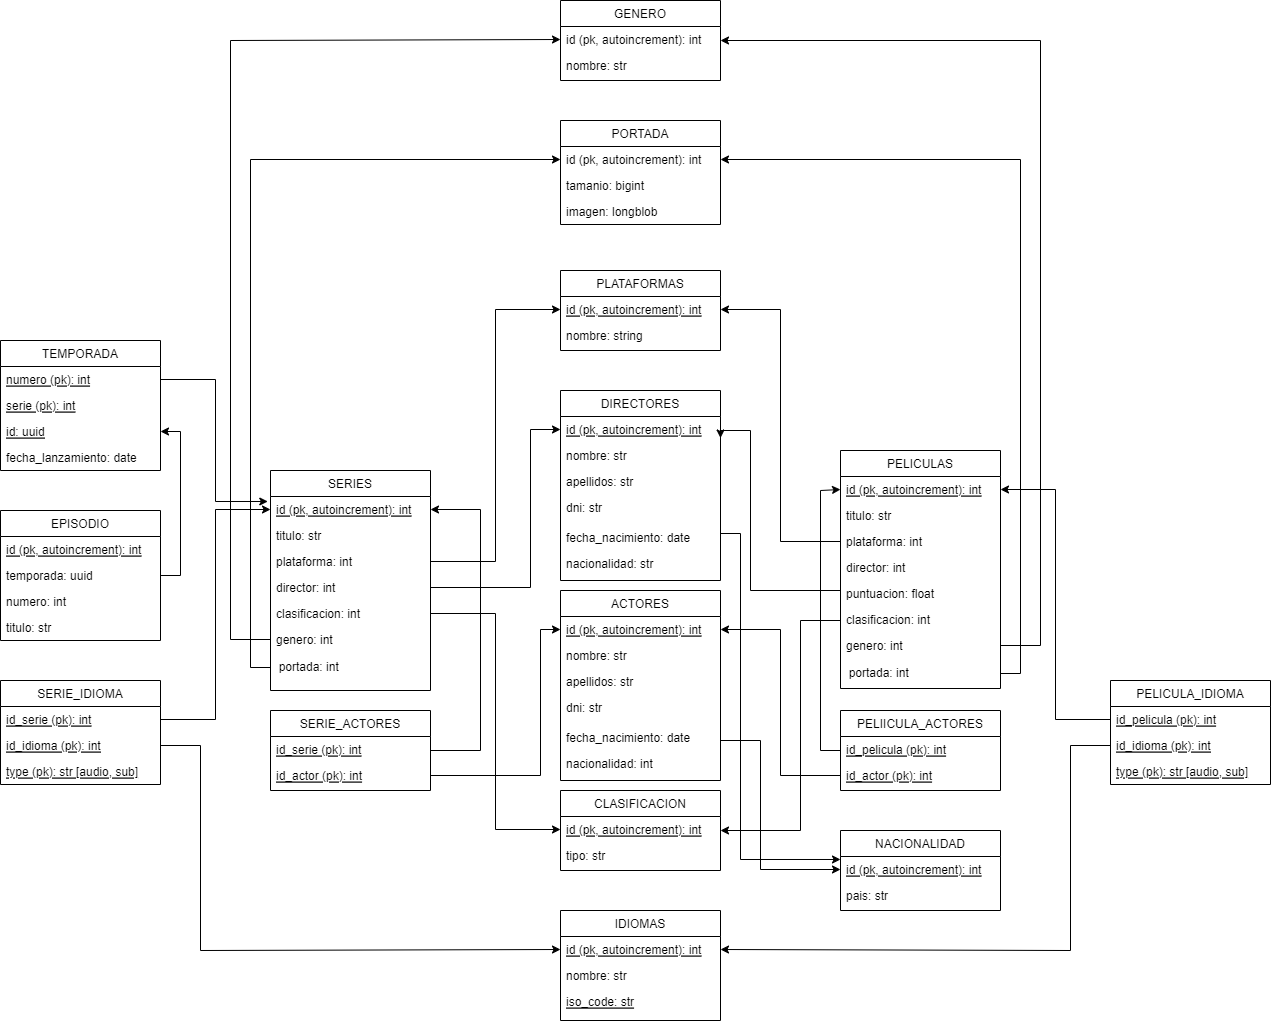 GENERO
id (pk, autoincrement): int
nombre: str
PORTADA
id (pk, autoincrement): int
tamanio: bigint
imagen: longblob
PLATAFORMAS
id (pk, autoincrement): int
nombre: string
TEMPORADA
numero (pk): int
serie (pk): int
id: uuid
fecha_lanzamiento: date
EPISODIO
id (pk, autoincrement): int
temporada: uuid
numero: int
titulo: str
SERIE_IDIOMA
id_serie (pk): int
id_idioma (pk): int
type (pk): str [audio, sub]
SERIES
id (pk, autoincrement): int
titulo: str
plataforma: int
director: int
clasificacion: int
genero: int
portada: int
SERIE_ACTORES
id_serie (pk): int
id_actor (pk): int
DIRECTORES
id (pk, autoincrement): int
nombre: str
apellidos: str
dni: str
fecha_nacimiento: date
nacionalidad: str
ACTORES
id (pk, autoincrement): int
nombre: str
apellidos: str
dni: str
fecha_nacimiento: date
nacionalidad: int
CLASIFICACION
id (pk, autoincrement): int
tipo: str
IDIOMAS
id (pk, autoincrement): int
nombre: str
iso_code: str
PELICULAS
id (pk, autoincrement): int
titulo: str
plataforma: int
director: int
puntuacion: float
clasificacion: int
genero: int
portada: int
PELIICULA_ACTORES
id_pelicula (pk): int
id_actor (pk): int
NACIONALIDAD
id (pk, autoincrement): int
pais: str
PELICULA_IDIOMA
id_pelicula (pk): int
id_idioma (pk): int
type (pk): str [audio, sub]